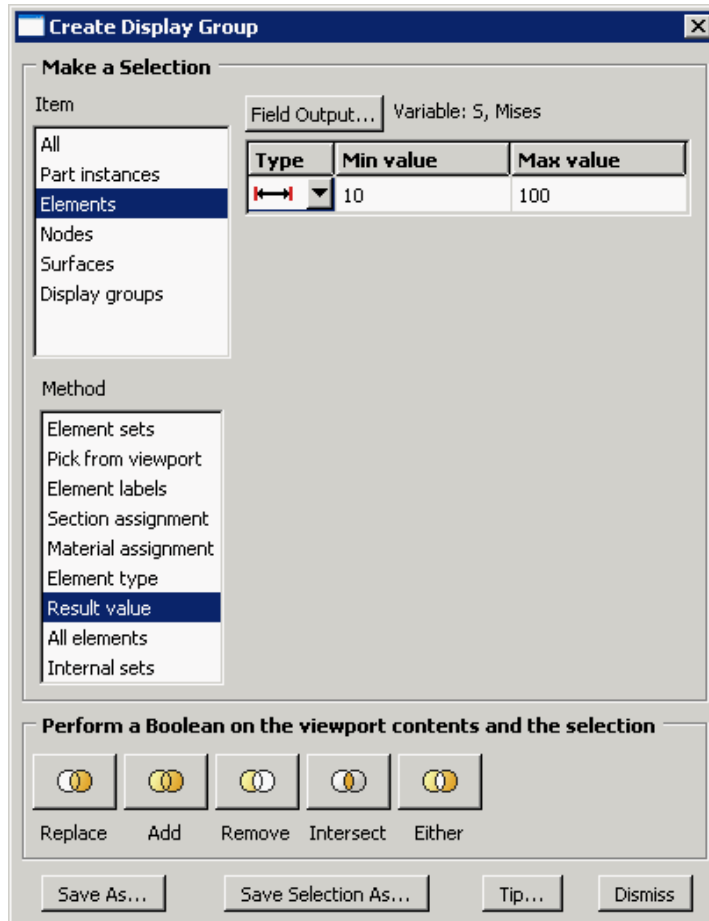 Create Display Group
Make a Selection
Item
All
Part instances
Elements
Nodes
Surfaces
Display groups
Method
Element sets
Pick from viewport
Element labels
Section assignment
Material assignment
Element type
Result value
All elements
Internal sets
Field Output... Variable: S, Mises
Type Min value Max value
10 100
Perform a Boolean on the viewport contents and the selection
Replace Add Remove Intersect Either
Save As... Save Selection As... Tip... Dismiss